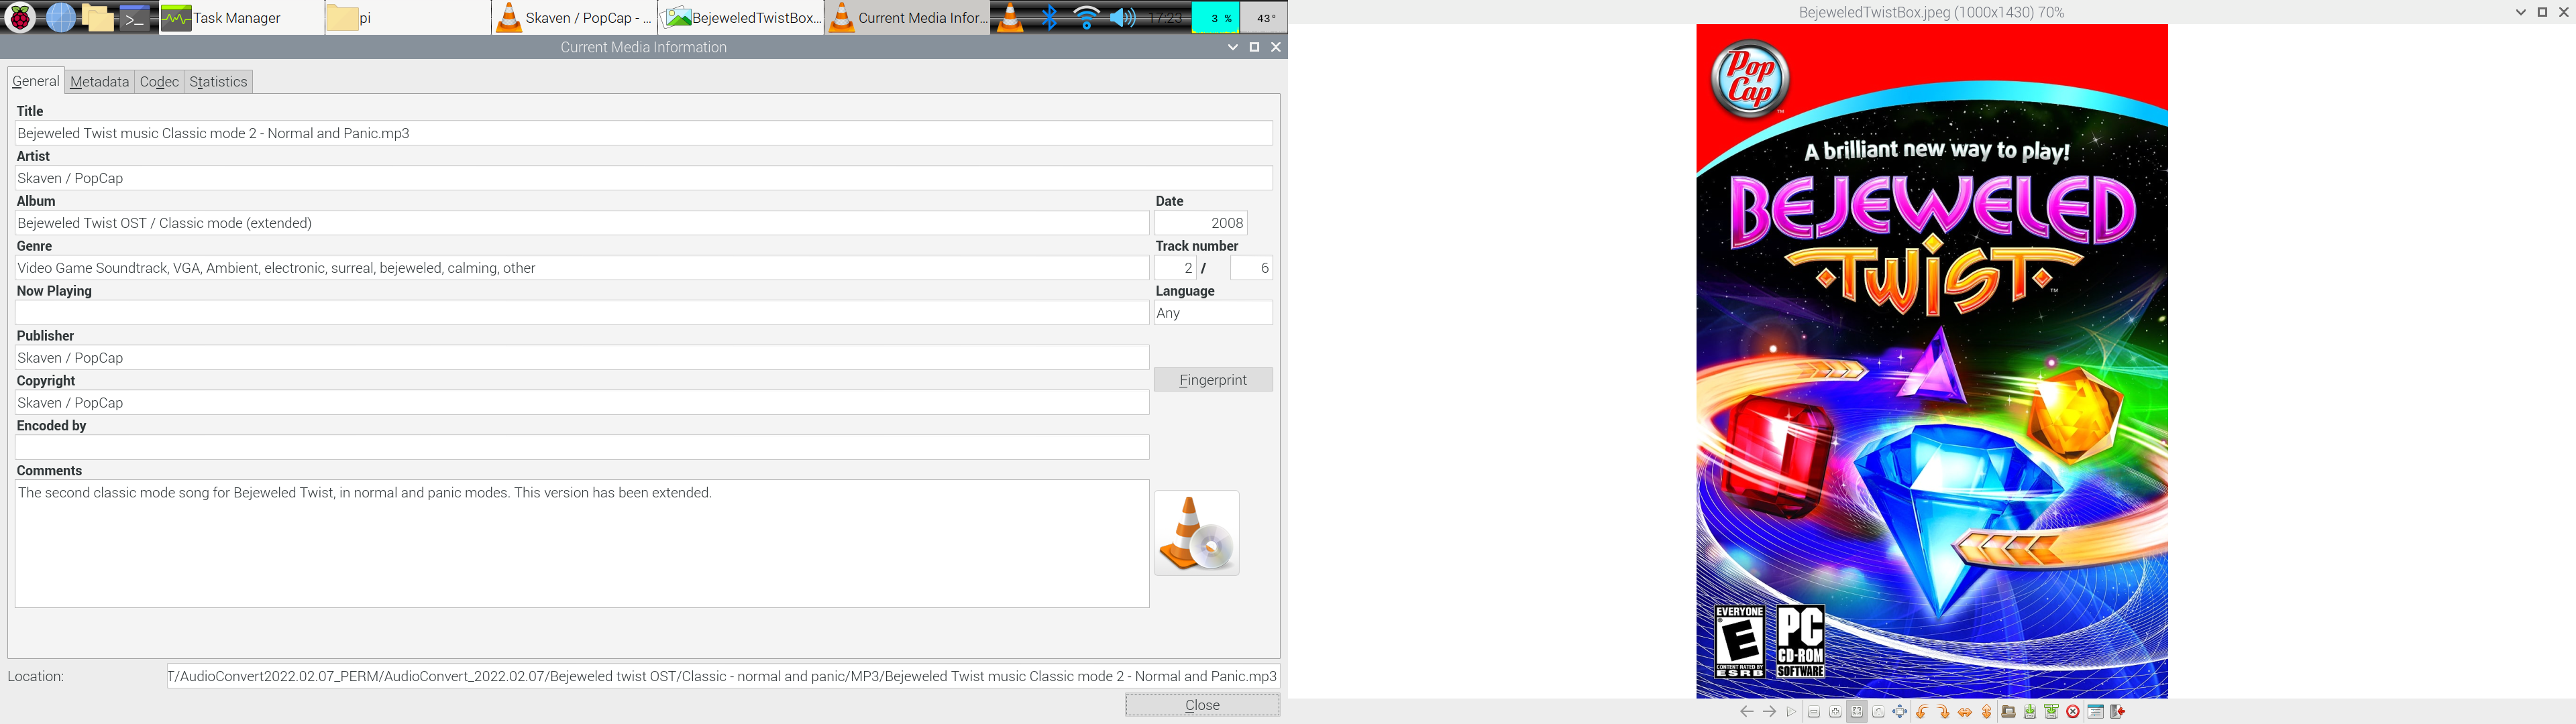 Task Manager
pi
Skaven / PopCap - ...
BejeweledTwistBox...
Current Media Infor...
17:23
3 %
43°
Current Media Information
General
Metadata
Codec
Statistics
Title
Bejeweled Twist music Classic mode 2 - Normal and Panic.mp3
Artist
Skaven / PopCap
Album
Date
Bejeweled Twist OST / Classic mode (extended)
2008
Genre
Track number
Video Game Soundtrack, VGA, Ambient, electronic, surreal, bejeweled, calming, other
2 / 6
Now Playing
Language
Any
Publisher
Skaven / PopCap
Copyright
Fingerprint
Skaven / PopCap
Encoded by
Comments
The second classic mode song for Bejeweled Twist, in normal and panic modes. This version has been extended.
Location:
T/AudioConvert2022.02.07_PERM/AudioConvert_2022.02.07/Bejeweled twist OST/Classic - normal and panic/MP3/Bejeweled Twist music Classic mode 2 - Normal and Panic.mp3
Close
BejeweledTwistBox.jpeg (1000x1430) 70%
Pop
Cap
™
A brilliant new way to play!
BEJEWELED
TWIST
™
EVERYONE
E
CONTENT RATED BY
ESRB
PC
CD-ROM
SOFTWARE